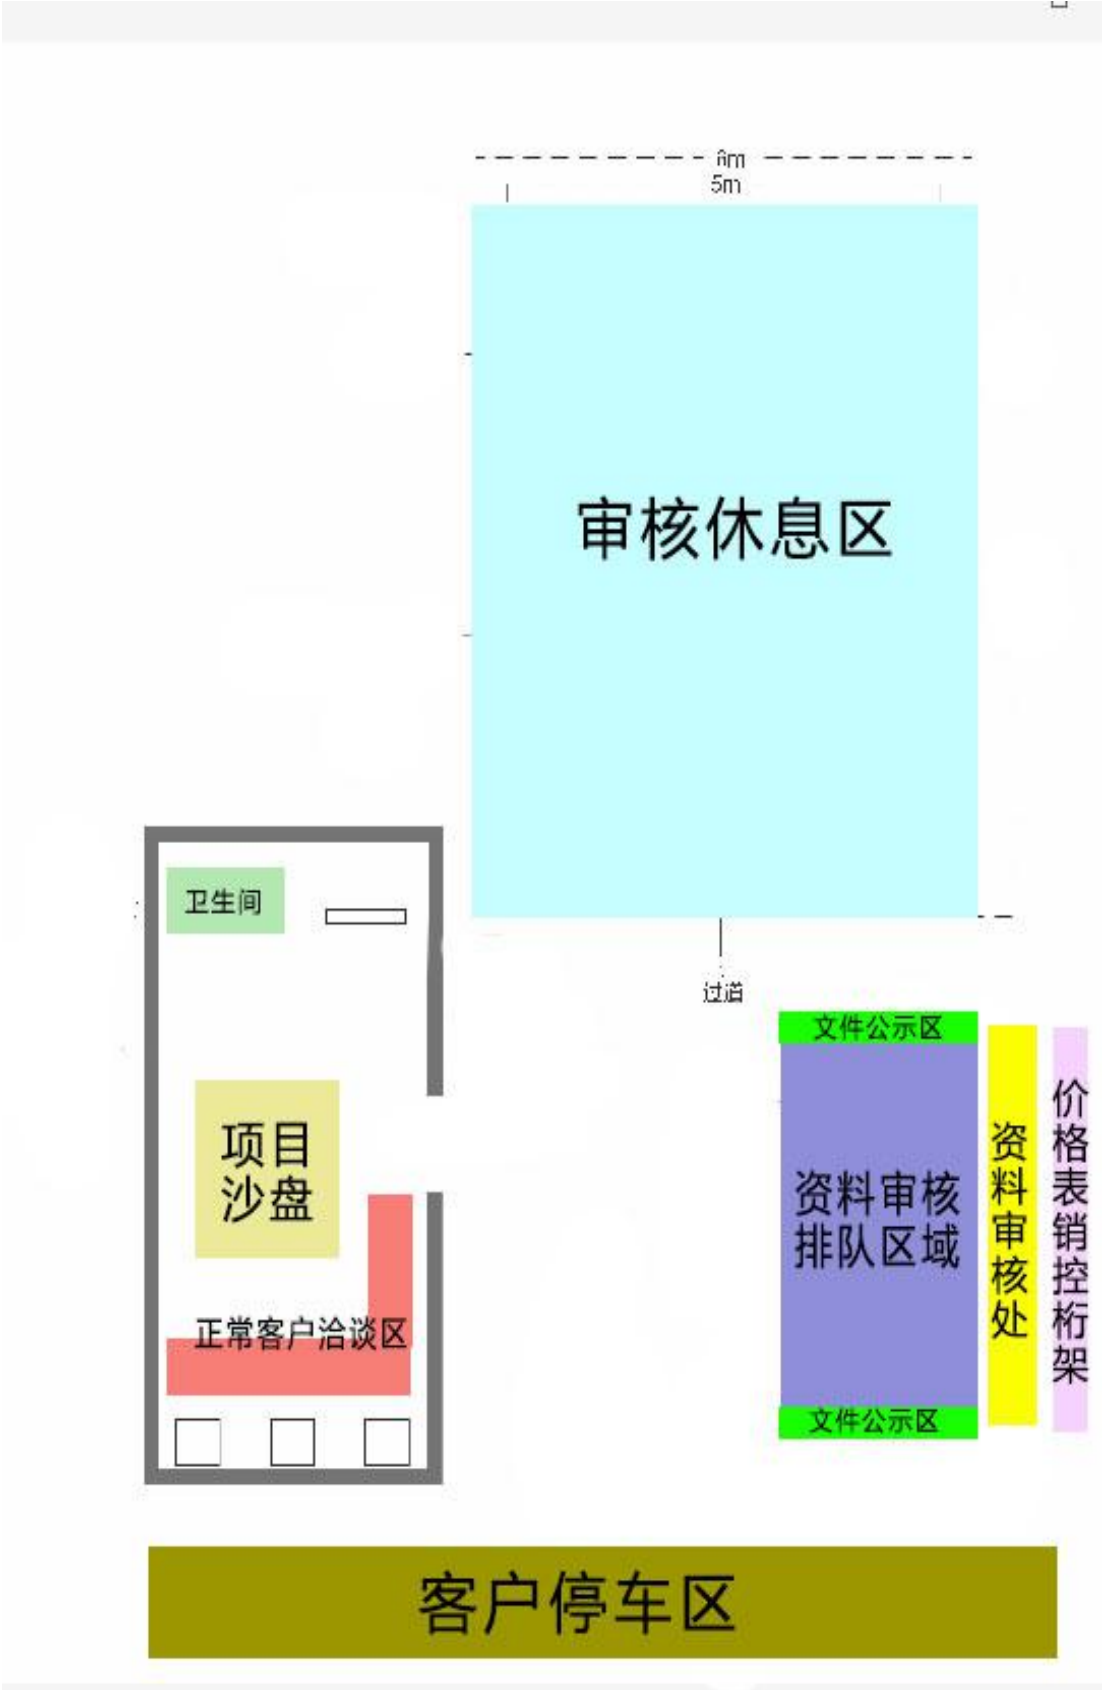 5m
审核休息区
卫生间
过道
文件公示区
项目
沙盘
资料审核
排队区域
资料审核处
价格表销控桁架
正常客户洽谈区
文件公示区
客户停车区